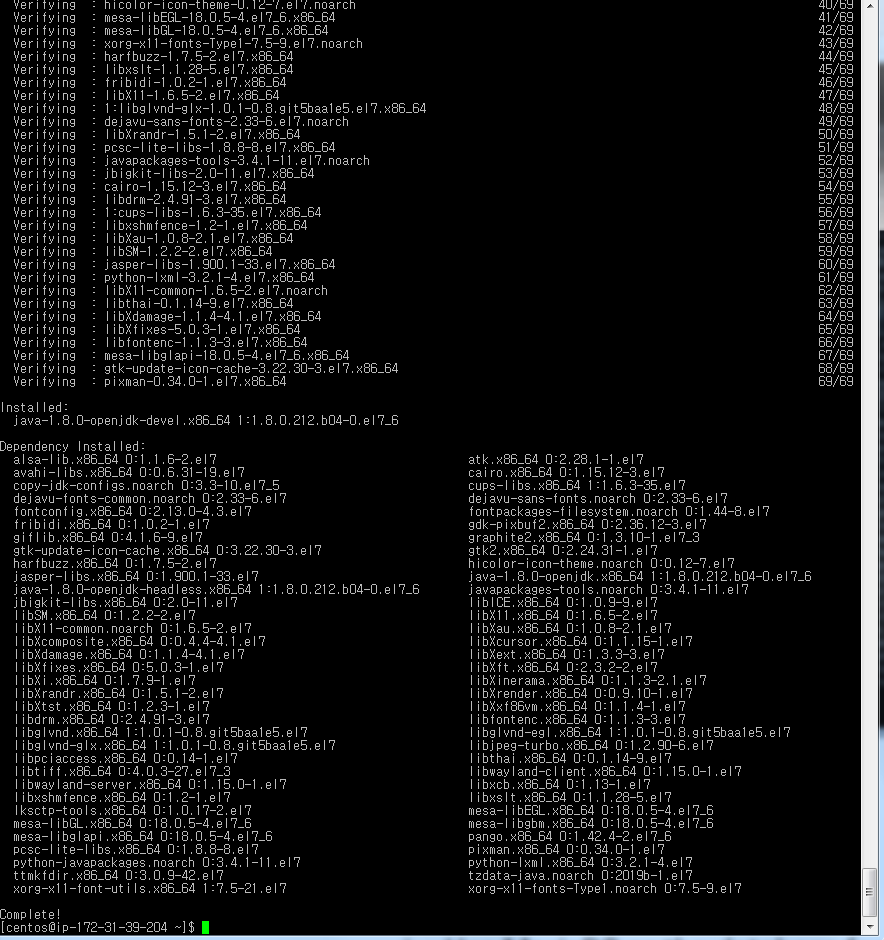 Verifying : hicolor-icon-theme-0.12-7.el7.noarch 40/69
Verifying : mesa-libEGL-18.0.5-4.el7_6.x86_64 41/69
Verifying : mesa-libGL-18.0.5-4.el7_6.x86_64 42/69
Verifying : xorg-x11-fonts-Type1-7.5-9.el7.noarch 43/69
Verifying : harfbuzz-1.7.5-2.el7.x86_64 44/69
Verifying : libxslt-1.1.28-5.el7.x86_64 45/69
Verifying : fribidi-1.0.2-1.el7.x86_64 46/69
Verifying : libX11-1.6.5-2.el7.x86_64 47/69
Verifying : 1:libglvnd-glx-1.0.1-0.8.git5baa1e5.el7.x86_64 48/69
Verifying : dejavu-sans-fonts-2.33-6.el7.noarch 49/69
Verifying : libXrandr-1.5.1-2.el7.x86_64 50/69
Verifying : pcsc-lite-libs-1.8.8-8.el7.x86_64 51/69
Verifying : javapackages-tools-3.4.1-11.el7.noarch 52/69
Verifying : jbigkit-libs-2.0-11.el7.x86_64 53/69
Verifying : cairo-1.15.12-3.el7.x86_64 54/69
Verifying : libdrm-2.4.91-3.el7.x86_64 55/69
Verifying : 1:cups-libs-1.6.3-35.el7.x86_64 56/69
Verifying : libxshmfence-1.2-1.el7.x86_64 57/69
Verifying : libXau-1.0.8-2.1.el7.x86_64 58/69
Verifying : libSM-1.2.2-2.el7.x86_64 59/69
Verifying : jasper-libs-1.900.1-33.el7.x86_64 60/69
Verifying : python-lxml-3.2.1-4.el7.x86_64 61/69
Verifying : libX11-common-1.6.5-2.el7.noarch 62/69
Verifying : libthai-0.1.14-9.el7.x86_64 63/69
Verifying : libXdamage-1.1.4-4.1.el7.x86_64 64/69
Verifying : libXfixes-5.0.3-1.el7.x86_64 65/69
Verifying : libfontenc-1.1.3-3.el7.x86_64 66/69
Verifying : mesa-libglapi-18.0.5-4.el7_6.x86_64 67/69
Verifying : gtk-update-icon-cache-3.22.30-3.el7.x86_64 68/69
Verifying : pixman-0.34.0-1.el7.x86_64 69/69
Installed:
java-1.8.0-openjdk-devel.x86_64 1:1.8.0.212.b04-0.el7_6
Dependency Installed:
alsa-lib.x86_64 0:1.1.6-2.el7 atk.x86_64 0:2.28.1-1.el7
avahi-libs.x86_64 0:0.6.31-19.el7 cairo.x86_64 0:1.15.12-3.el7
copy-jdk-configs.noarch 0:3.3-10.el7_5 cups-libs.x86_64 1:1.6.3-35.el7
dejavu-fonts-common.noarch 0:2.33-6.el7 dejavu-sans-fonts.noarch 0:2.33-6.el7
fontconfig.x86_64 0:2.13.0-4.3.el7 fontpackages-filesystem.noarch 0:1.44-8.el7
fribidi.x86_64 0:1.0.2-1.el7 gdk-pixbuf2.x86_64 0:2.36.12-3.el7
giflib.x86_64 0:4.1.6-9.el7 graphite2.x86_64 0:1.3.10-1.el7_3
gtk-update-icon-cache.x86_64 0:3.22.30-3.el7 gtk2.x86_64 0:2.24.31-1.el7
harfbuzz.x86_64 0:1.7.5-2.el7 hicolor-icon-theme.noarch 0:0.12-7.el7
jasper-libs.x86_64 0:1.900.1-33.el7 java-1.8.0-openjdk.x86_64 1:1.8.0.212.b04-0.el7_6
java-1.8.0-openjdk-headless.x86_64 1:1.8.0.212.b04-0.el7_6 javapackages-tools.noarch 0:3.4.1-11.el7
jbigkit-libs.x86_64 0:2.0-11.el7 libICE.x86_64 0:1.0.9-9.el7
libSM.x86_64 0:1.2.2-2.el7 libX11.x86_64 0:1.6.5-2.el7
libX11-common.noarch 0:1.6.5-2.el7 libXau.x86_64 0:1.0.8-2.1.el7
libXcomposite.x86_64 0:0.4.4-4.1.el7 libXcursor.x86_64 0:1.1.15-1.el7
libXdamage.x86_64 0:1.1.4-4.1.el7 libXext.x86_64 0:1.3.3-3.el7
libXfixes.x86_64 0:5.0.3-1.el7 libXft.x86_64 0:2.3.2-2.el7
libXi.x86_64 0:1.7.9-1.el7 libXinerama.x86_64 0:1.1.3-2.1.el7
libXrandr.x86_64 0:1.5.1-2.el7 libXrender.x86_64 0:0.9.10-1.el7
libXtst.x86_64 0:1.2.3-1.el7 libXxf86vm.x86_64 0:1.1.4-1.el7
libdrm.x86_64 0:2.4.91-3.el7 libfontenc.x86_64 0:1.1.3-3.el7
libglvnd.x86_64 1:1.0.1-0.8.git5baa1e5.el7 libglvnd-egl.x86_64 1:1.0.1-0.8.git5baa1e5.el7
libglvnd-glx.x86_64 1:1.0.1-0.8.git5baa1e5.el7 libjpeg-turbo.x86_64 0:1.2.90-6.el7
libpciaccess.x86_64 0:0.14-1.el7 libthai.x86_64 0:0.1.14-9.el7
libtiff.x86_64 0:4.0.3-27.el7_3 libwayland-client.x86_64 0:1.15.0-1.el7
libwayland-server.x86_64 0:1.15.0-1.el7 libxcb.x86_64 0:1.13-1.el7
libxshmfence.x86_64 0:1.2-1.el7 libxslt.x86_64 0:1.1.28-5.el7
lksctp-tools.x86_64 0:1.0.17-2.el7 mesa-libEGL.x86_64 0:18.0.5-4.el7_6
mesa-libGL.x86_64 0:18.0.5-4.el7_6 mesa-libgbm.x86_64 0:18.0.5-4.el7_6
mesa-libglapi.x86_64 0:18.0.5-4.el7_6 pango.x86_64 0:1.42.4-2.el7_6
pcsc-lite-libs.x86_64 0:1.8.8-8.el7 pixman.x86_64 0:0.34.0-1.el7
python-javapackages.noarch 0:3.4.1-11.el7 python-lxml.x86_64 0:3.2.1-4.el7
ttmkfdir.x86_64 0:3.0.9-42.el7 tzdata-java.noarch 0:2019b-1.el7
xorg-x11-font-utils.x86_64 1:7.5-21.el7 xorg-x11-fonts-Type1.noarch 0:7.5-9.el7
Complete!
[centos@ip-172-31-39-204 ~]$